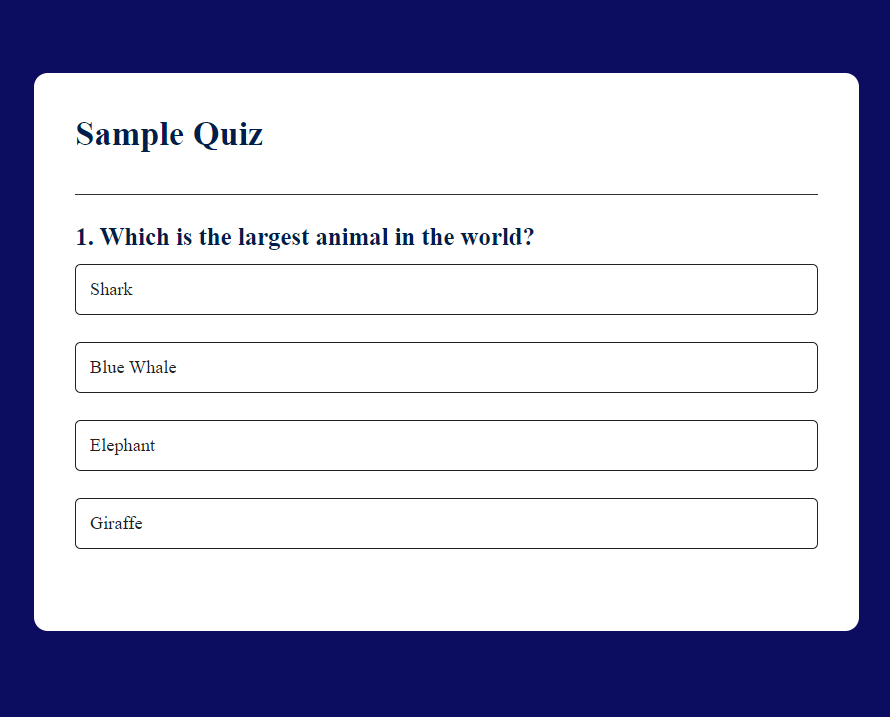 Sample Quiz
1. Which is the largest animal in the world?
Shark
Blue Whale
Elephant
Giraffe